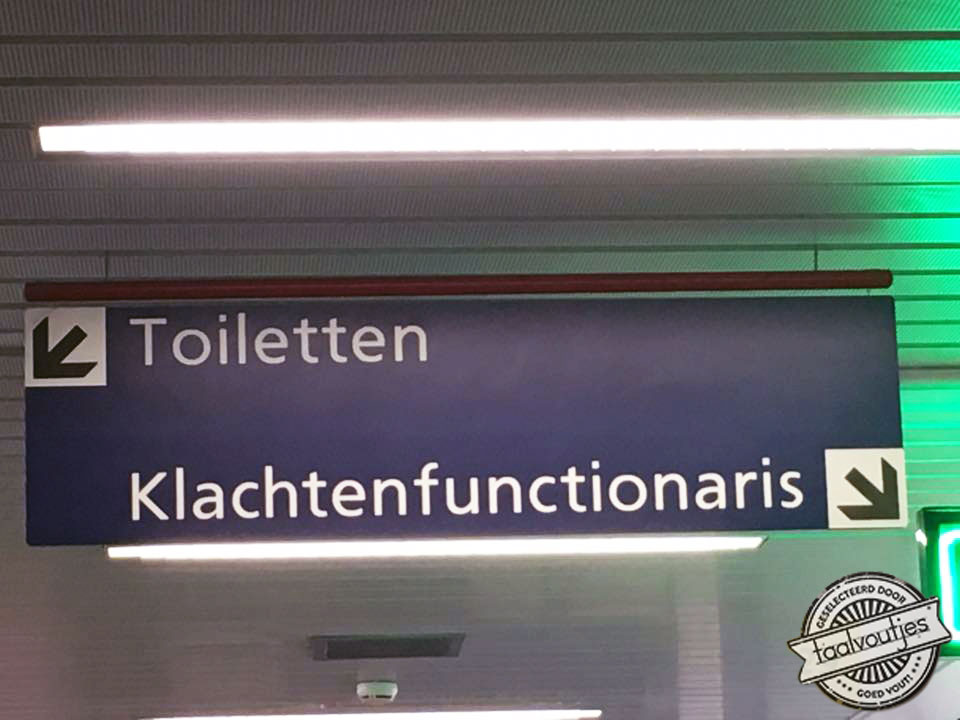 Toiletten
Klachtenfunctionaris
GESELECTEERD DOOR
taalvoutjes
GOED VOUT!